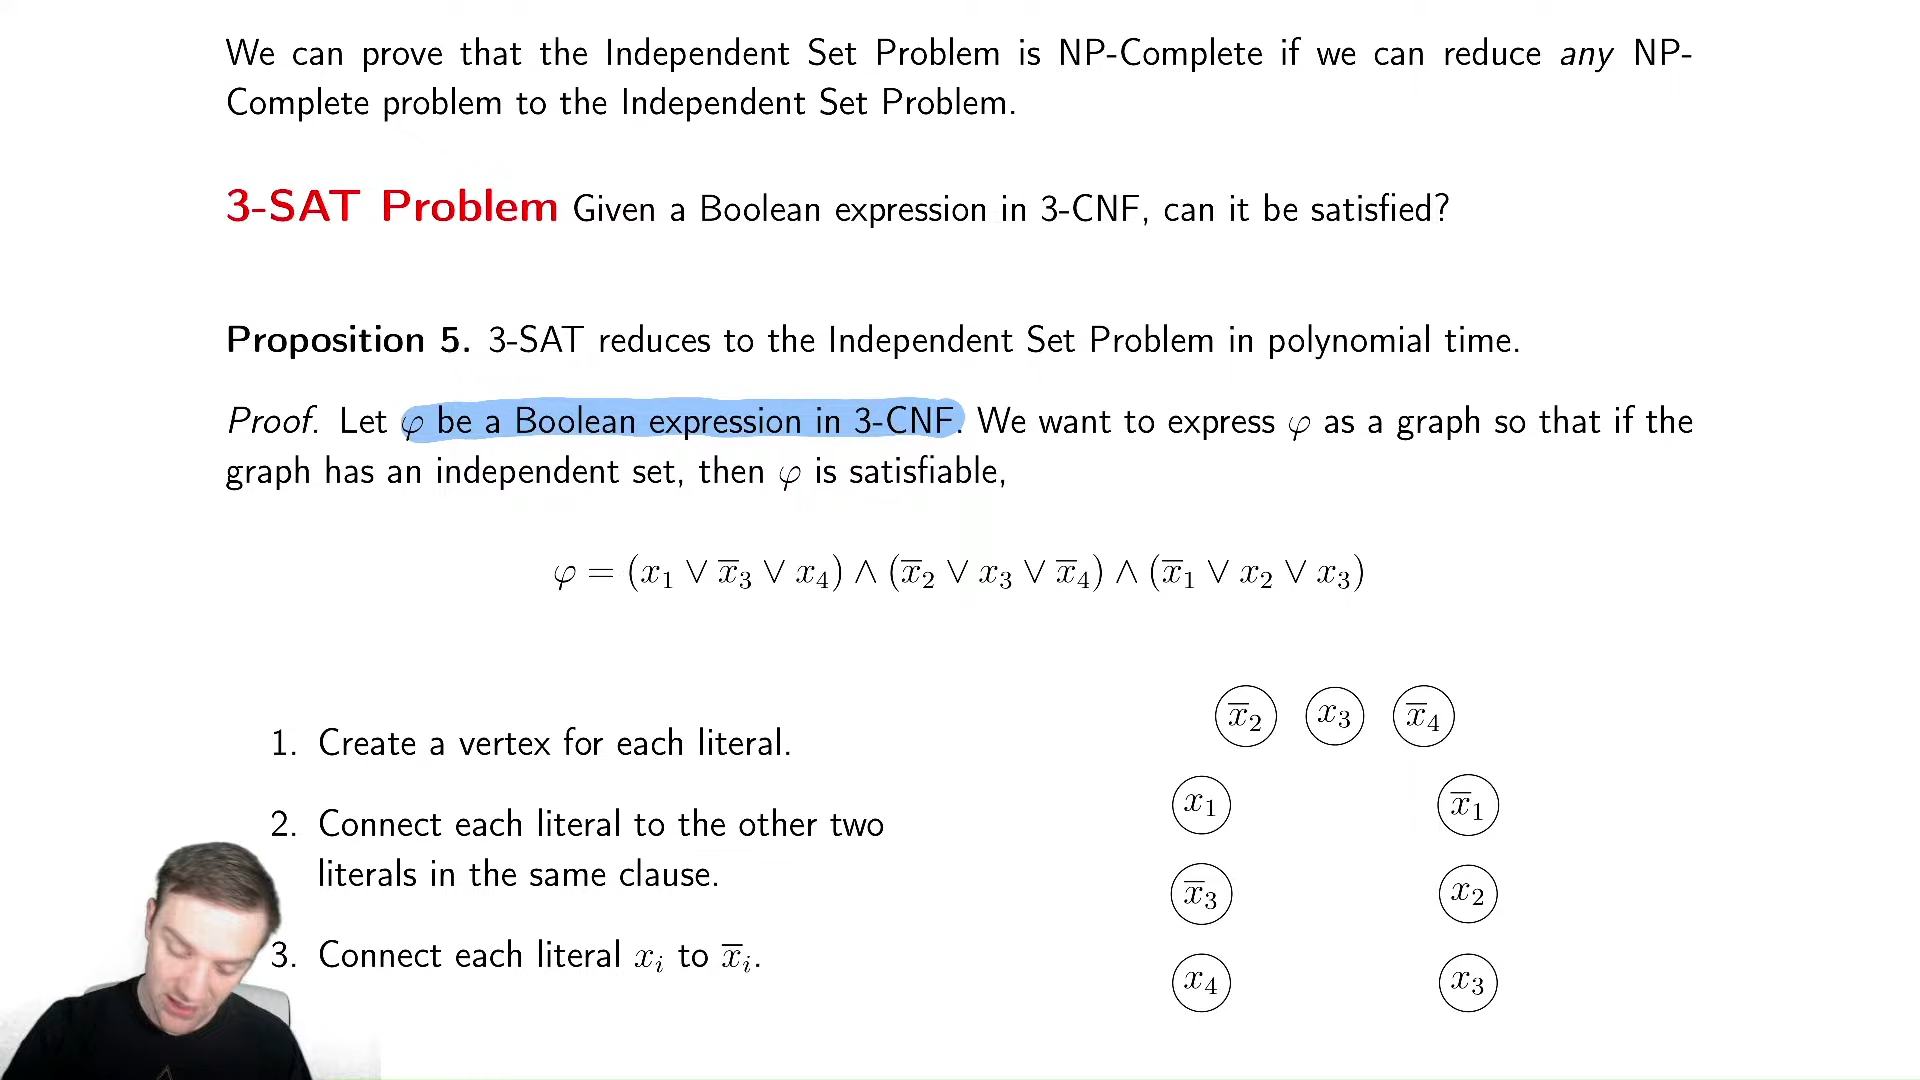 We can prove that the Independent Set Problem is NP-Complete if we can reduce any NP-
Complete problem to the Independent Set Problem.
3-SAT Problem Given a Boolean expression in 3-CNF, can it be satisfied?
Proposition 5. 3-SAT reduces to the Independent Set Problem in polynomial time.
Proof. Let φ be a Boolean expression in 3-CNF. We want to express φ as a graph so that if the
graph has an independent set, then φ is satisfiable,
φ = (x₁ ∨ x̅₃ ∨ x₄) ∧ (x̅₂ ∨ x₃ ∨ x̅₄) ∧ (x̅₁ ∨ x₂ ∨ x₃)
1. Create a vertex for each literal.
2. Connect each literal to the other two
literals in the same clause.
3. Connect each literal xᵢ to x̅ᵢ.
x̅₂ x₃ x̅₄
x₁ x̅₁
x̅₃ x₂
x₄ x₃